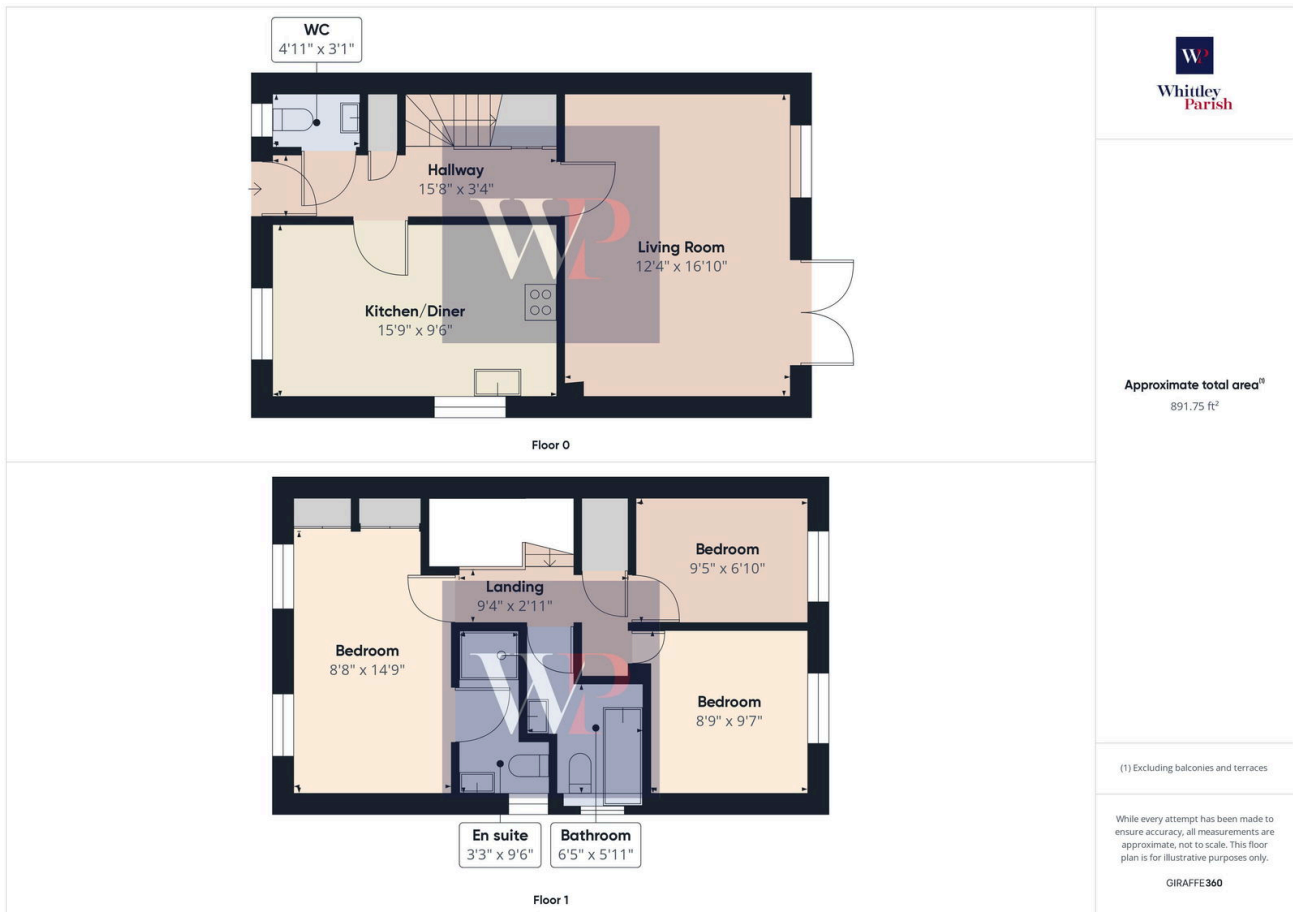 WC
4'11" x 3'1"
Hallway
15'8" x 3'4"
Living Room
12'4" x 16'10"
Kitchen/Diner
15'9" x 9'6"
WP
Floor 0
Bedroom
9'5" x 6'10"
Landing
9'4" x 2'11"
Bedroom
8'8" x 14'9"
WP
Bedroom
8'9" x 9'7"
En suite
3'3" x 9'6"
Bathroom
6'5" x 5'11"
Floor 1
WP
Whittley
Parish
Approximate total area⁽¹⁾
891.75 ft²
(1) Excluding balconies and terraces
While every attempt has been made to
ensure accuracy, all measurements are
approximate, not to scale. This floor
plan is for illustrative purposes only.
GIRAFFE360